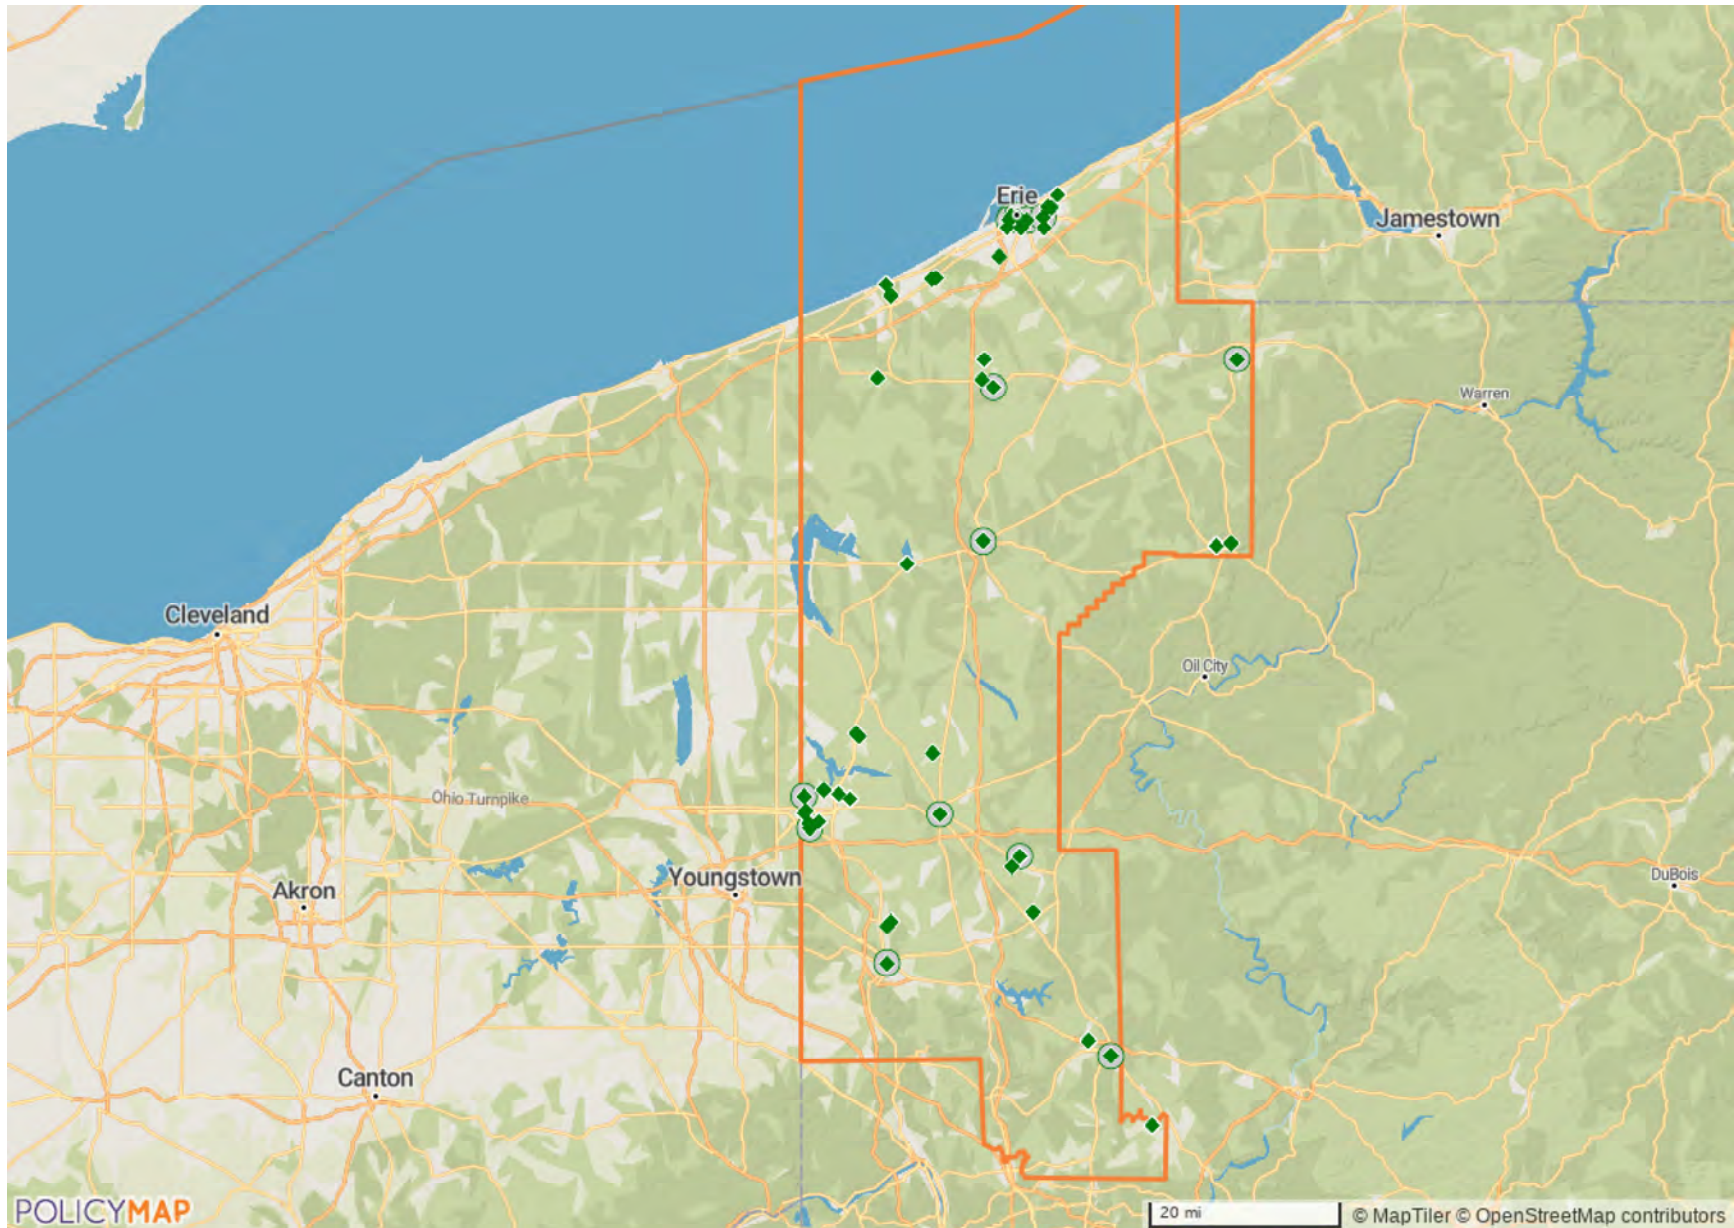 Erie
Jamestown
Warren
Cleveland
Oil City
Ohio Turnpike
Youngstown
Akron
DuBois
Canton
POLICYMAP
20 mi
© MapTiler © OpenStreetMap contributors